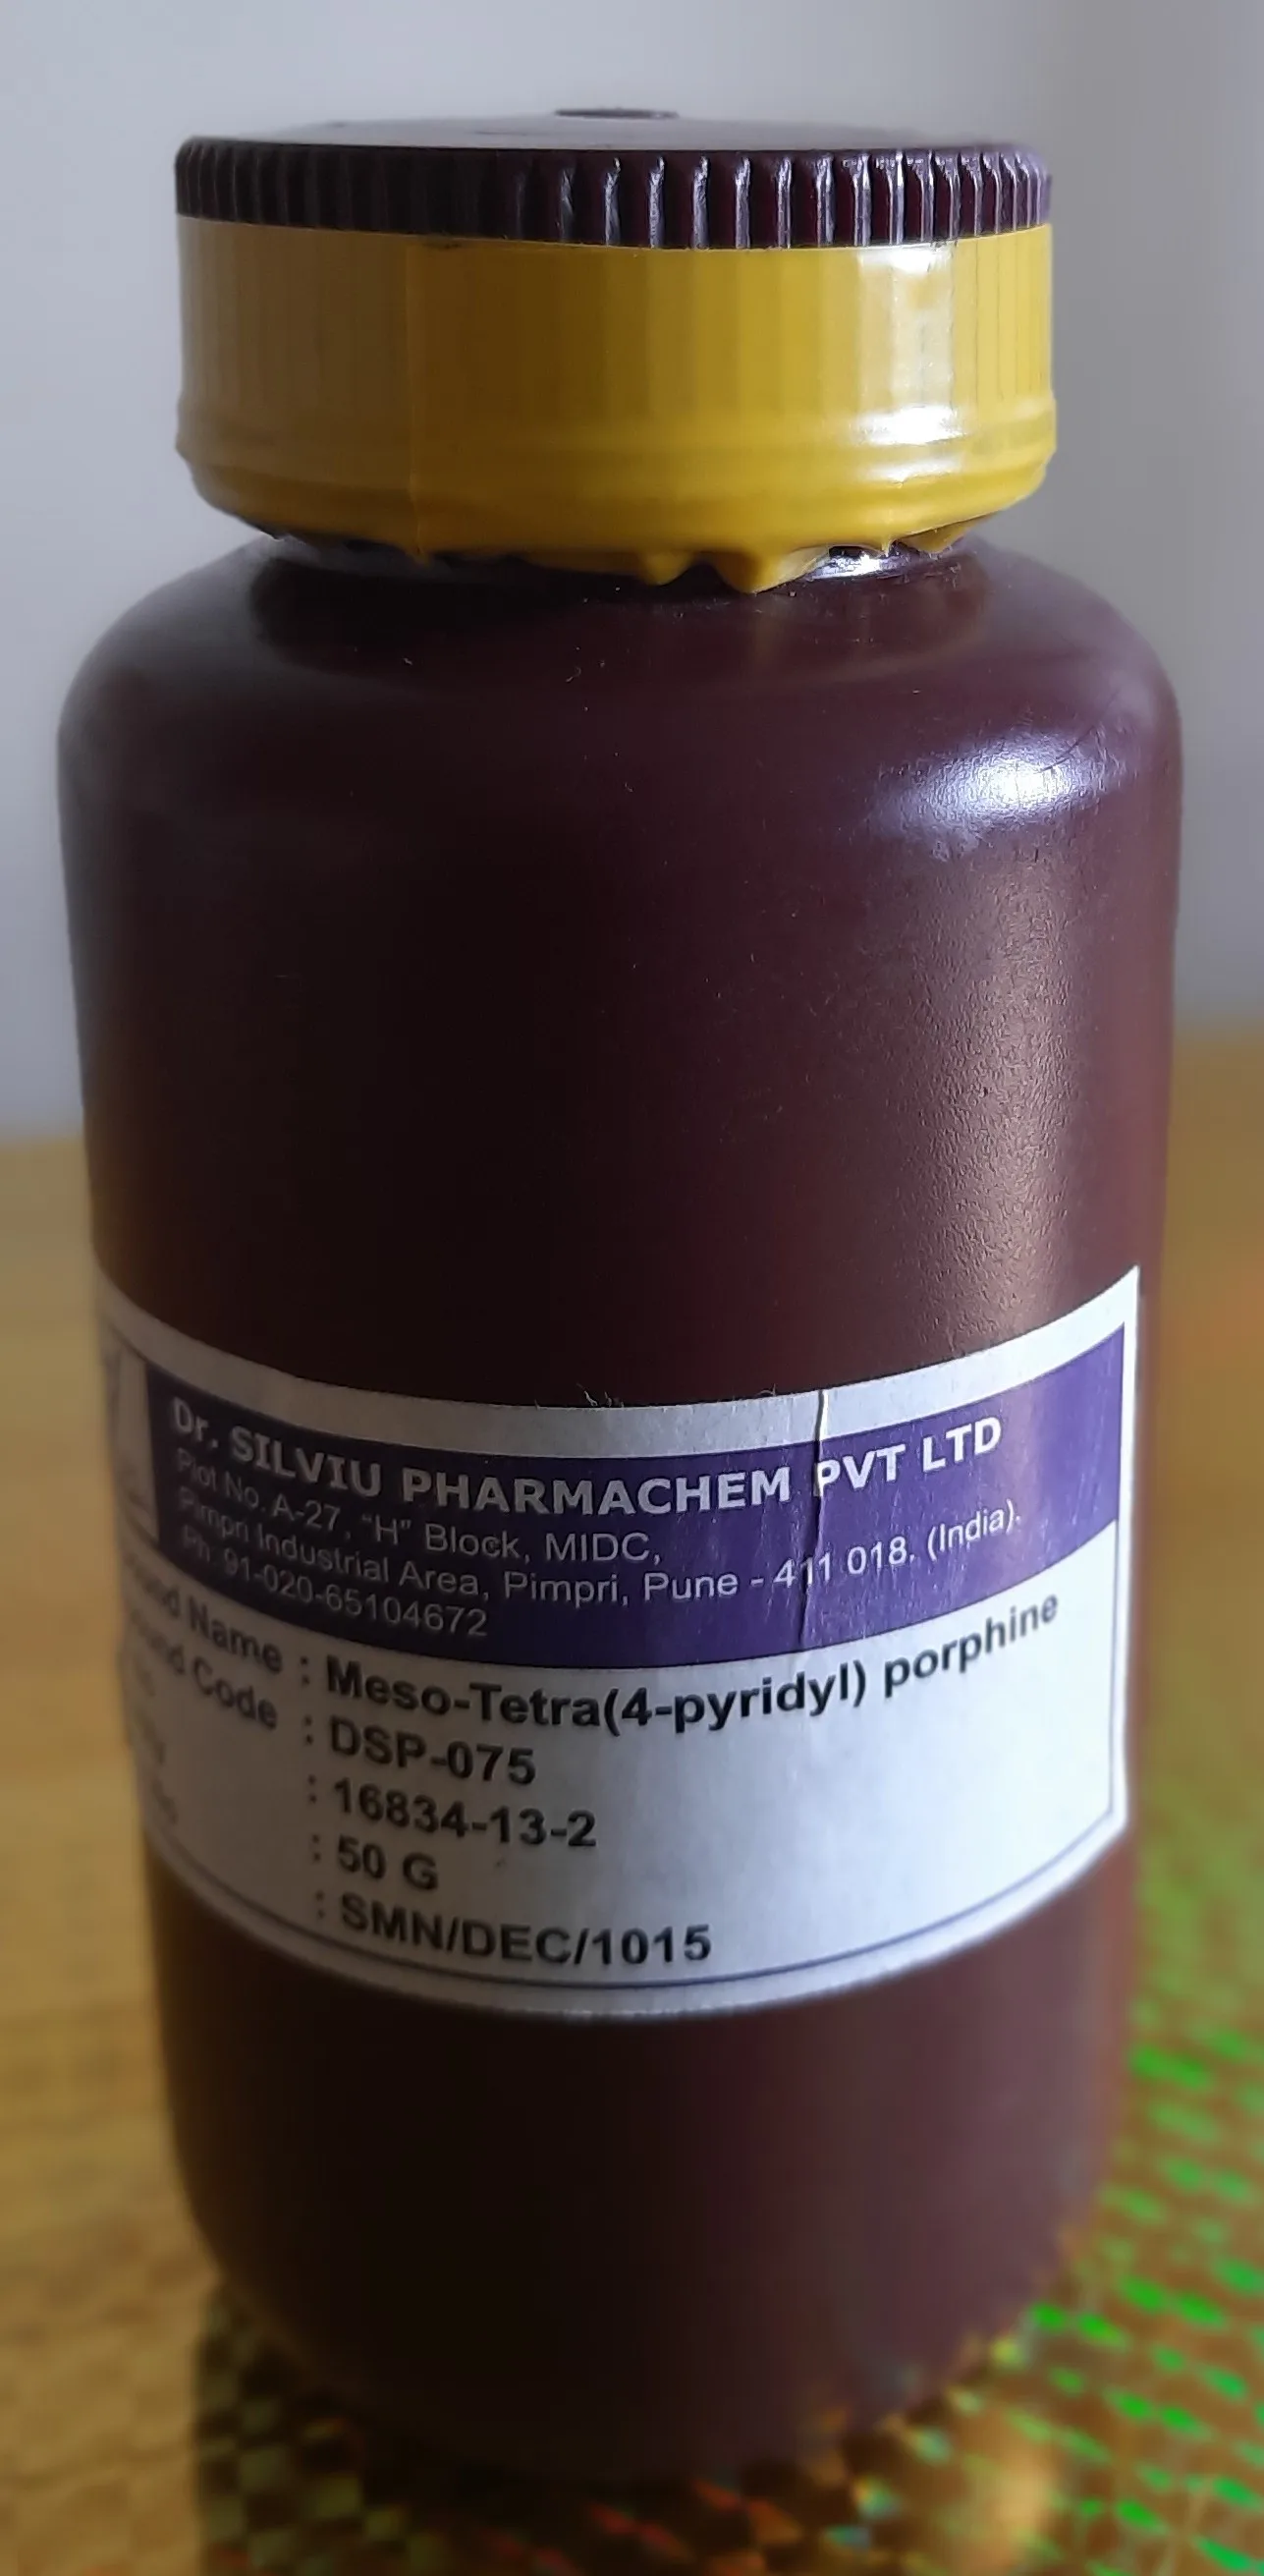 Dr. SILVIU PHARMACHEM PVT LTD
Plot No. A-27, "H" Block, MIDC,
Pimpri Industrial Area, Pimpri, Pune - 411 018. (India).
Ph. 91-020-65104672
Name : Meso-Tetra(4-pyridyl) porphine
Code : DSP-075
: 16834-13-2
: 50 G
: SMN/DEC/1015